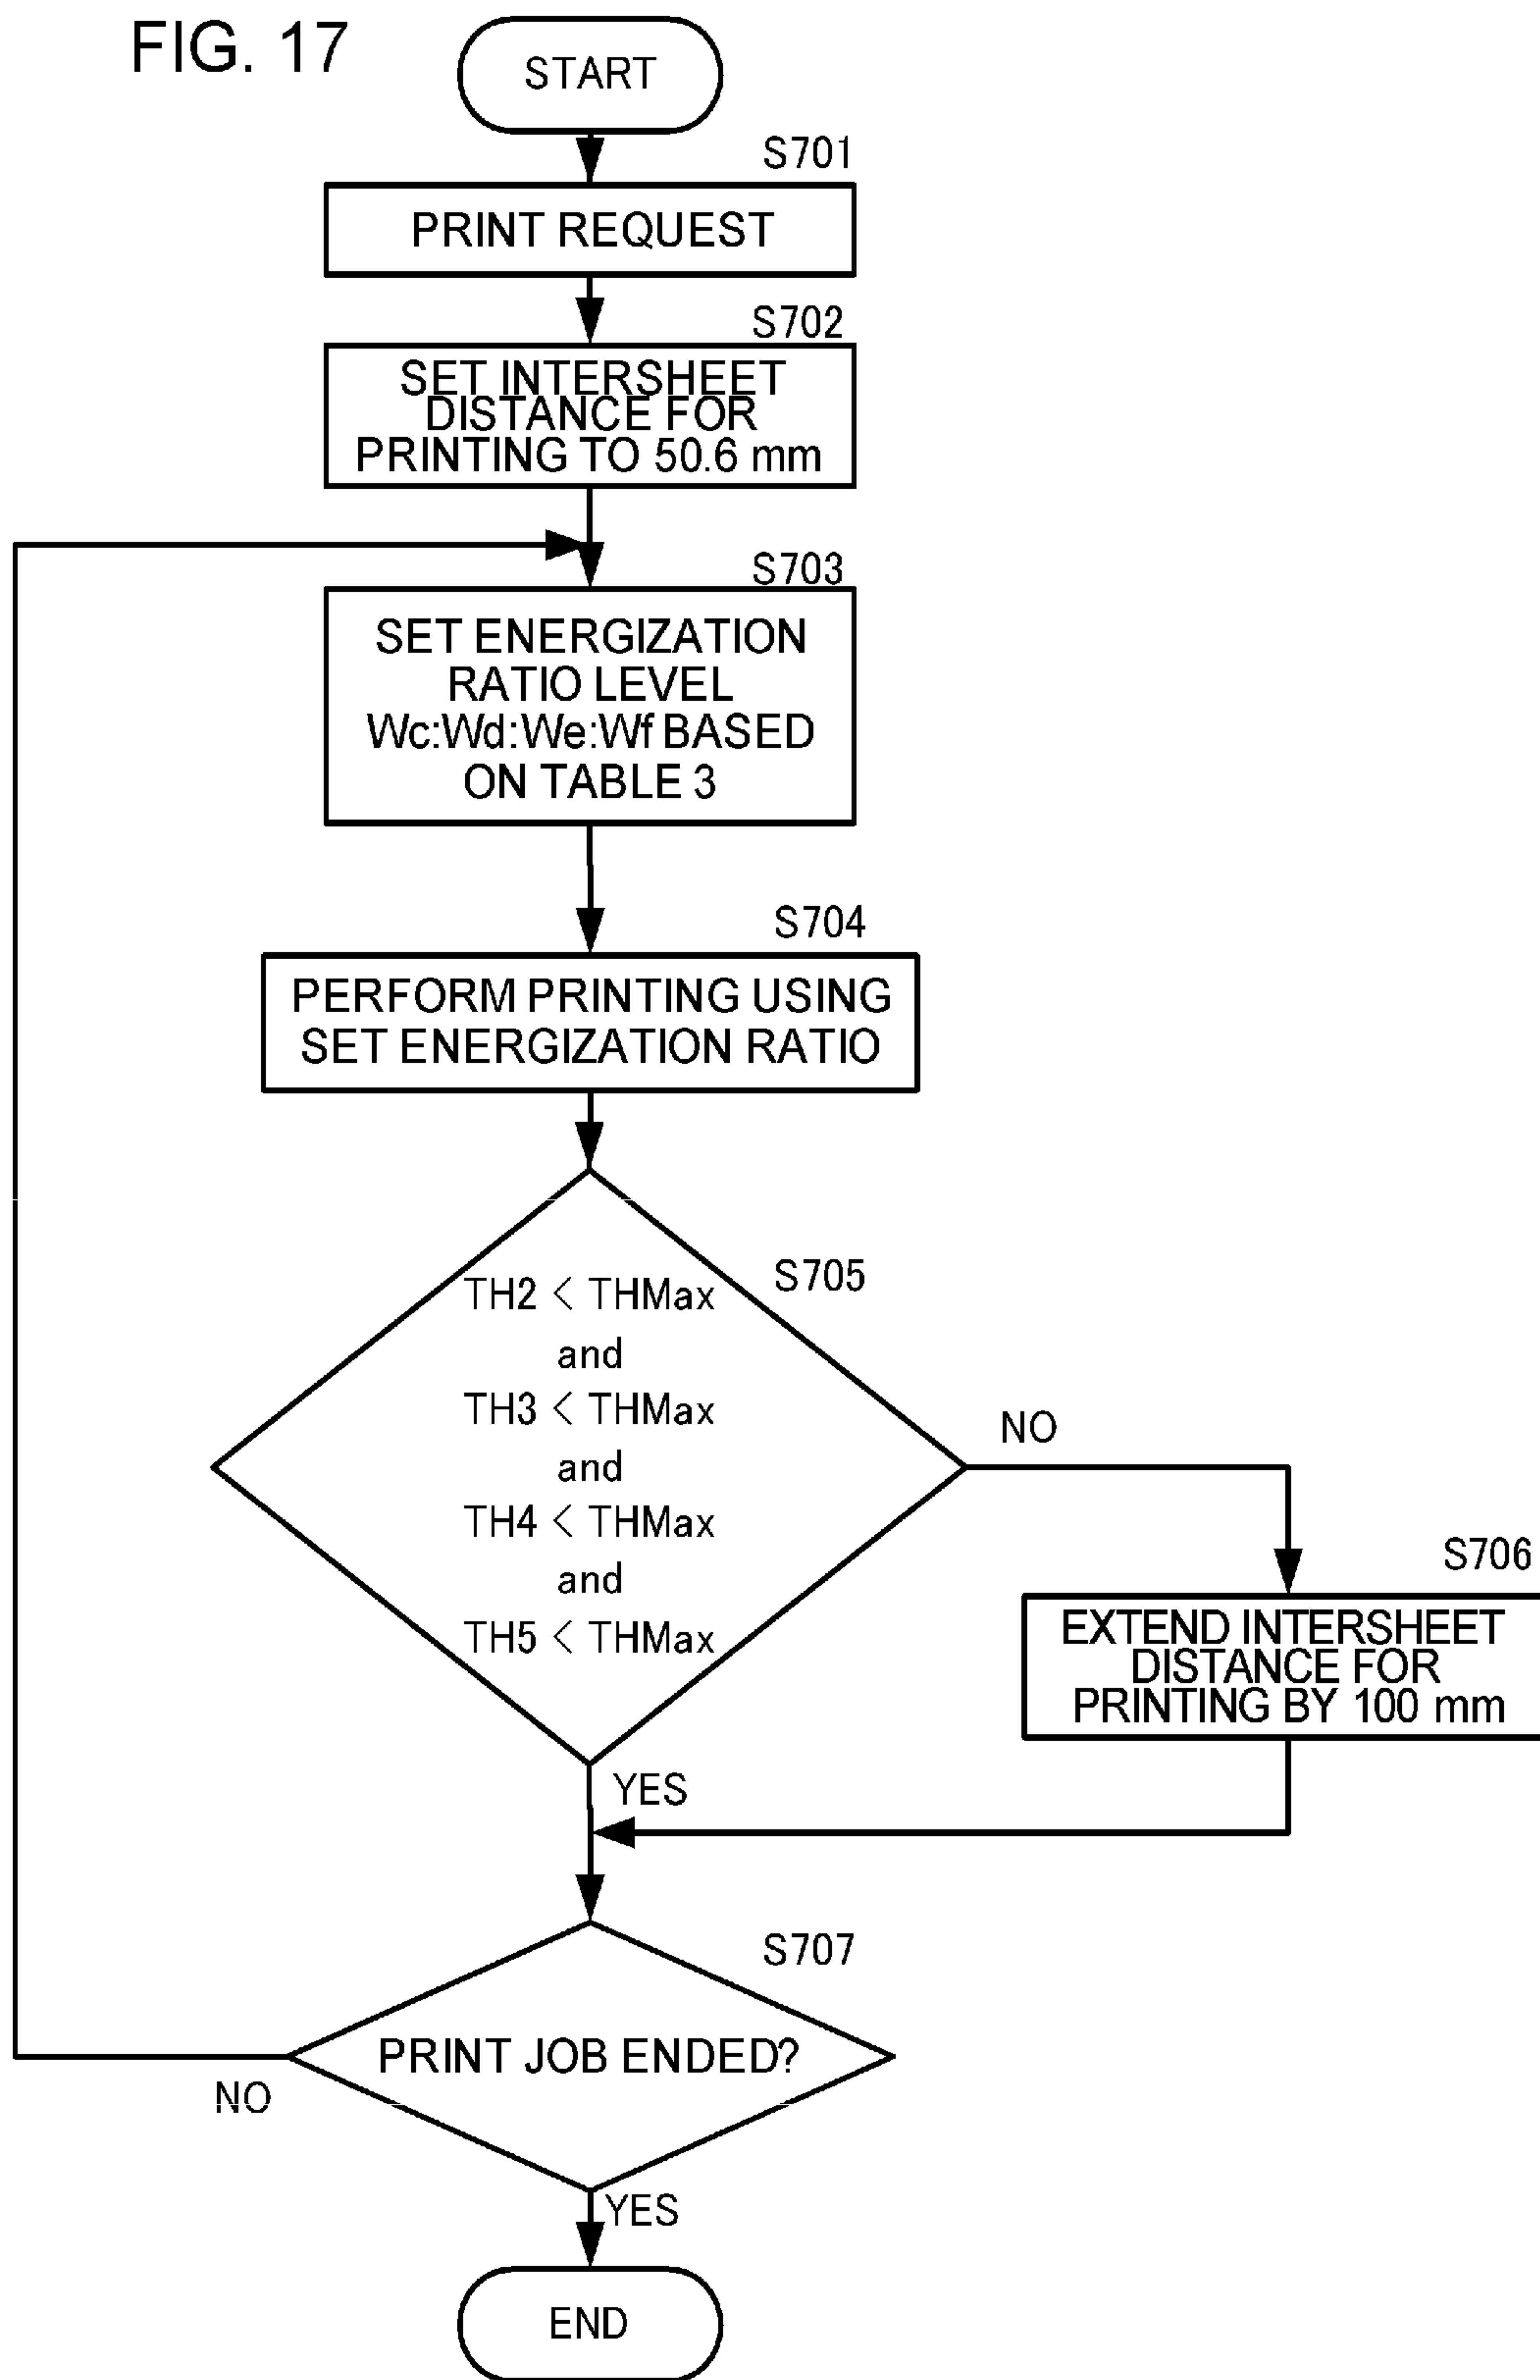 FIG. 17
START
S701
PRINT REQUEST
S702
SET INTERSHEET
DISTANCE FOR
PRINTING TO 50.6 mm
S703
SET ENERGIZATION
RATIO LEVEL
Wc:Wd:We:Wf BASED
ON TABLE 3
S704
PERFORM PRINTING USING
SET ENERGIZATION RATIO
S705
TH2 < THMax
and
TH3 < THMax
and
TH4 < THMax
and
TH5 < THMax
NO
S706
EXTEND INTERSHEET
DISTANCE FOR
PRINTING BY 100 mm
YES
S707
PRINT JOB ENDED?
NO
YES
END